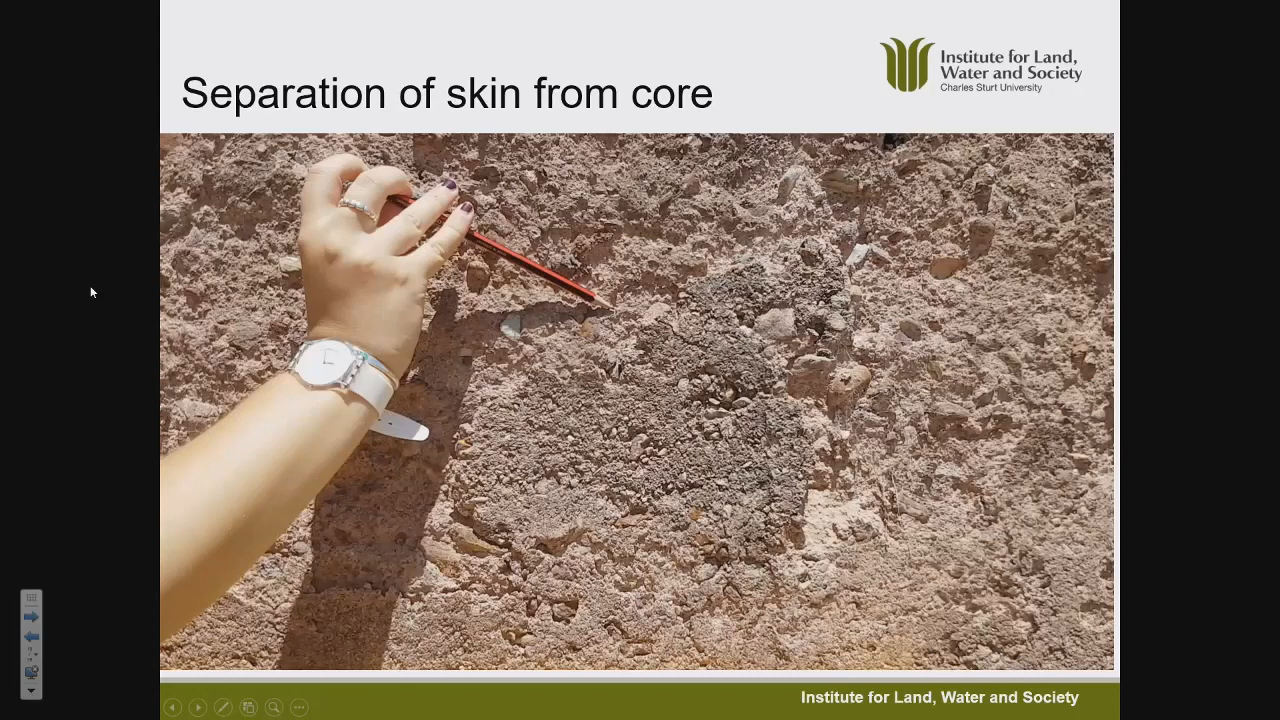 Institute for Land,
Water and Society
Charles Sturt University
Separation of skin from core
Institute for Land, Water and Society